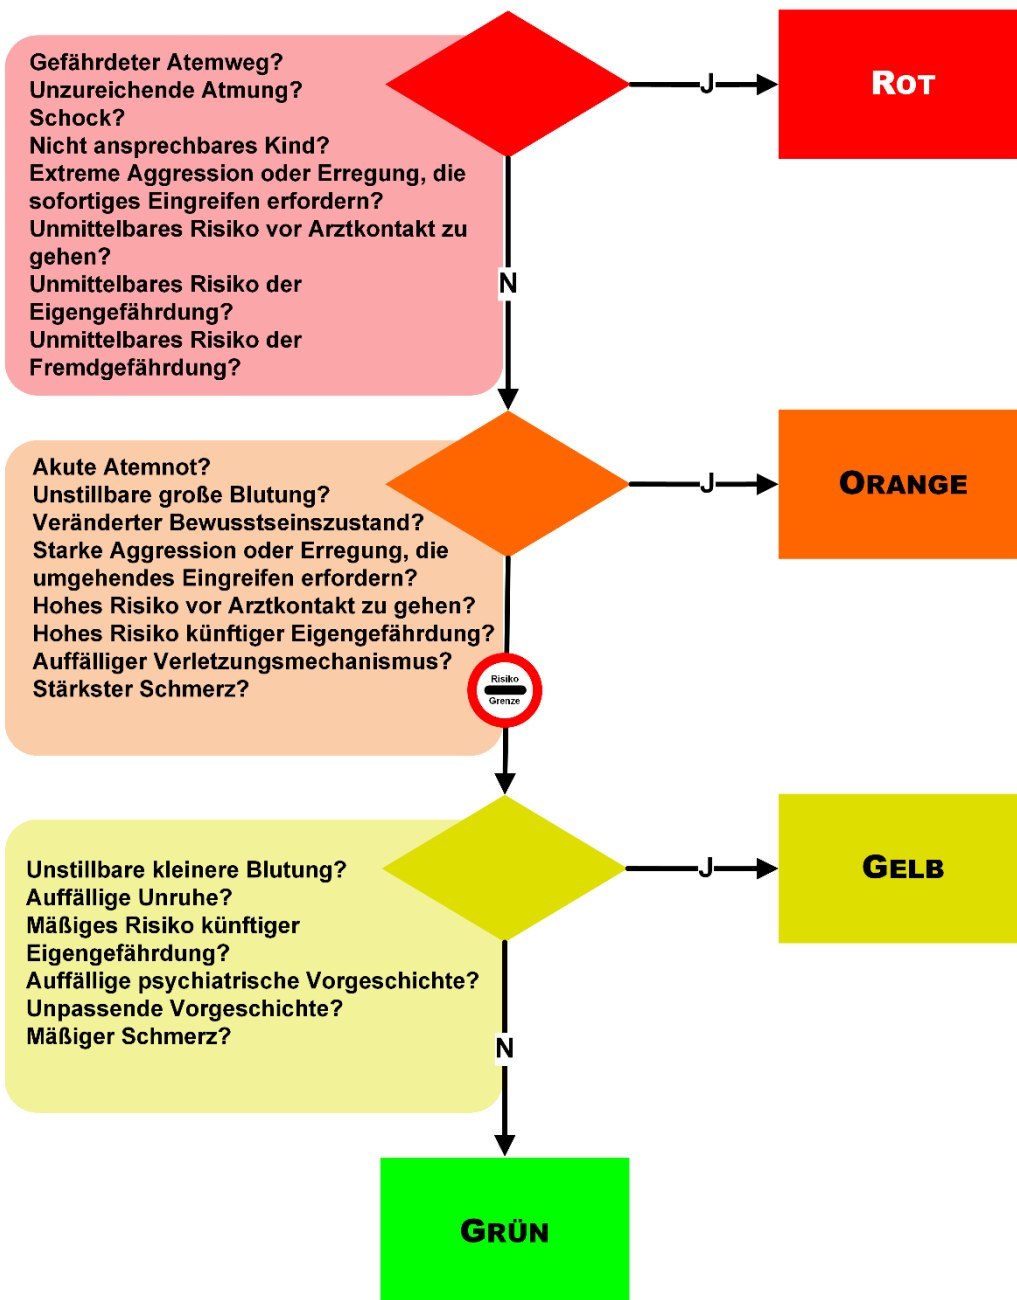 Gefährdeter Atemweg?
Unzureichende Atmung?
Schock?
Nicht ansprechbares Kind?
Extreme Aggression oder Erregung, die
sofortiges Eingreifen erfordern?
Unmittelbares Risiko vor Arztkontakt zu
gehen?
Unmittelbares Risiko der
Eigengefährdung?
Unmittelbares Risiko der
Fremdgefährdung?
J
ROT
N
Akute Atemnot?
Unstillbare große Blutung?
Veränderter Bewusstseinszustand?
Starke Aggression oder Erregung, die
umgehendes Eingreifen erfordern?
Hohes Risiko vor Arztkontakt zu gehen?
Hohes Risiko künftiger Eigengefährdung?
Auffälliger Verletzungsmechanismus?
Stärkster Schmerz?
J
ORANGE
Risiko
Grenze
Unstillbare kleinere Blutung?
Auffällige Unruhe?
Mäßiges Risiko künftiger
Eigengefährdung?
Auffällige psychiatrische Vorgeschichte?
Unpassende Vorgeschichte?
Mäßiger Schmerz?
J
GELB
N
GRÜN